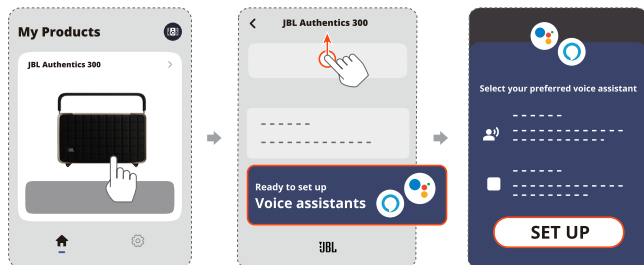 My Products
JBL Authentics 300
JBL Authentics 300
Ready to set up
Voice assistants
JBL
Select your preferred voice assistant
SET UP